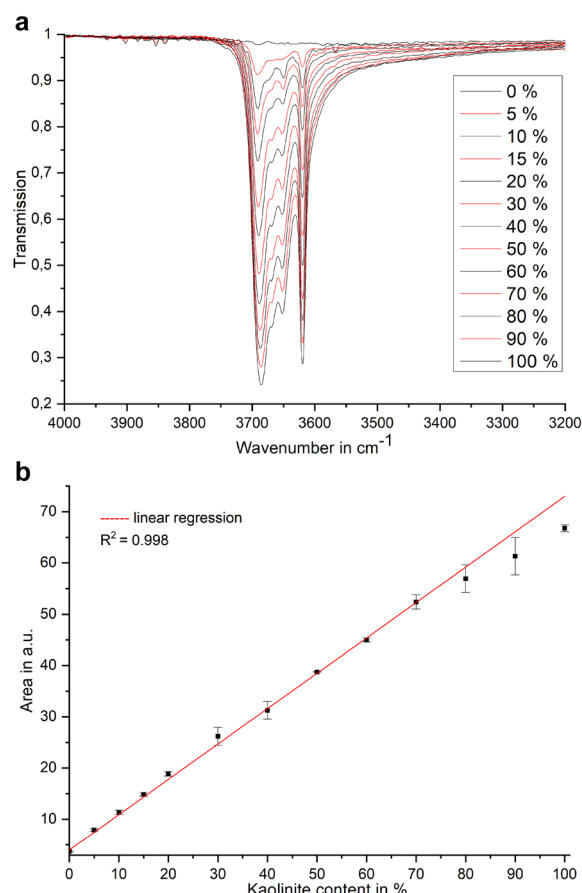 a
1
0,9
0,8
0,7
0,6
0,5
0,4
0,3
0,2
Transmission
4000 3900 3800 3700 3600 3500 3400 3300 3200
Wavenumber in cm-1
0 %
5 %
10 %
15 %
20 %
30 %
40 %
50 %
60 %
70 %
80 %
90 %
100 %
b
linear regression
R2 = 0.998
70
60
50
40
30
20
10
Area in a.u.
0 10 20 30 40 50 60 70 80 90 100
Kaolinite content in %